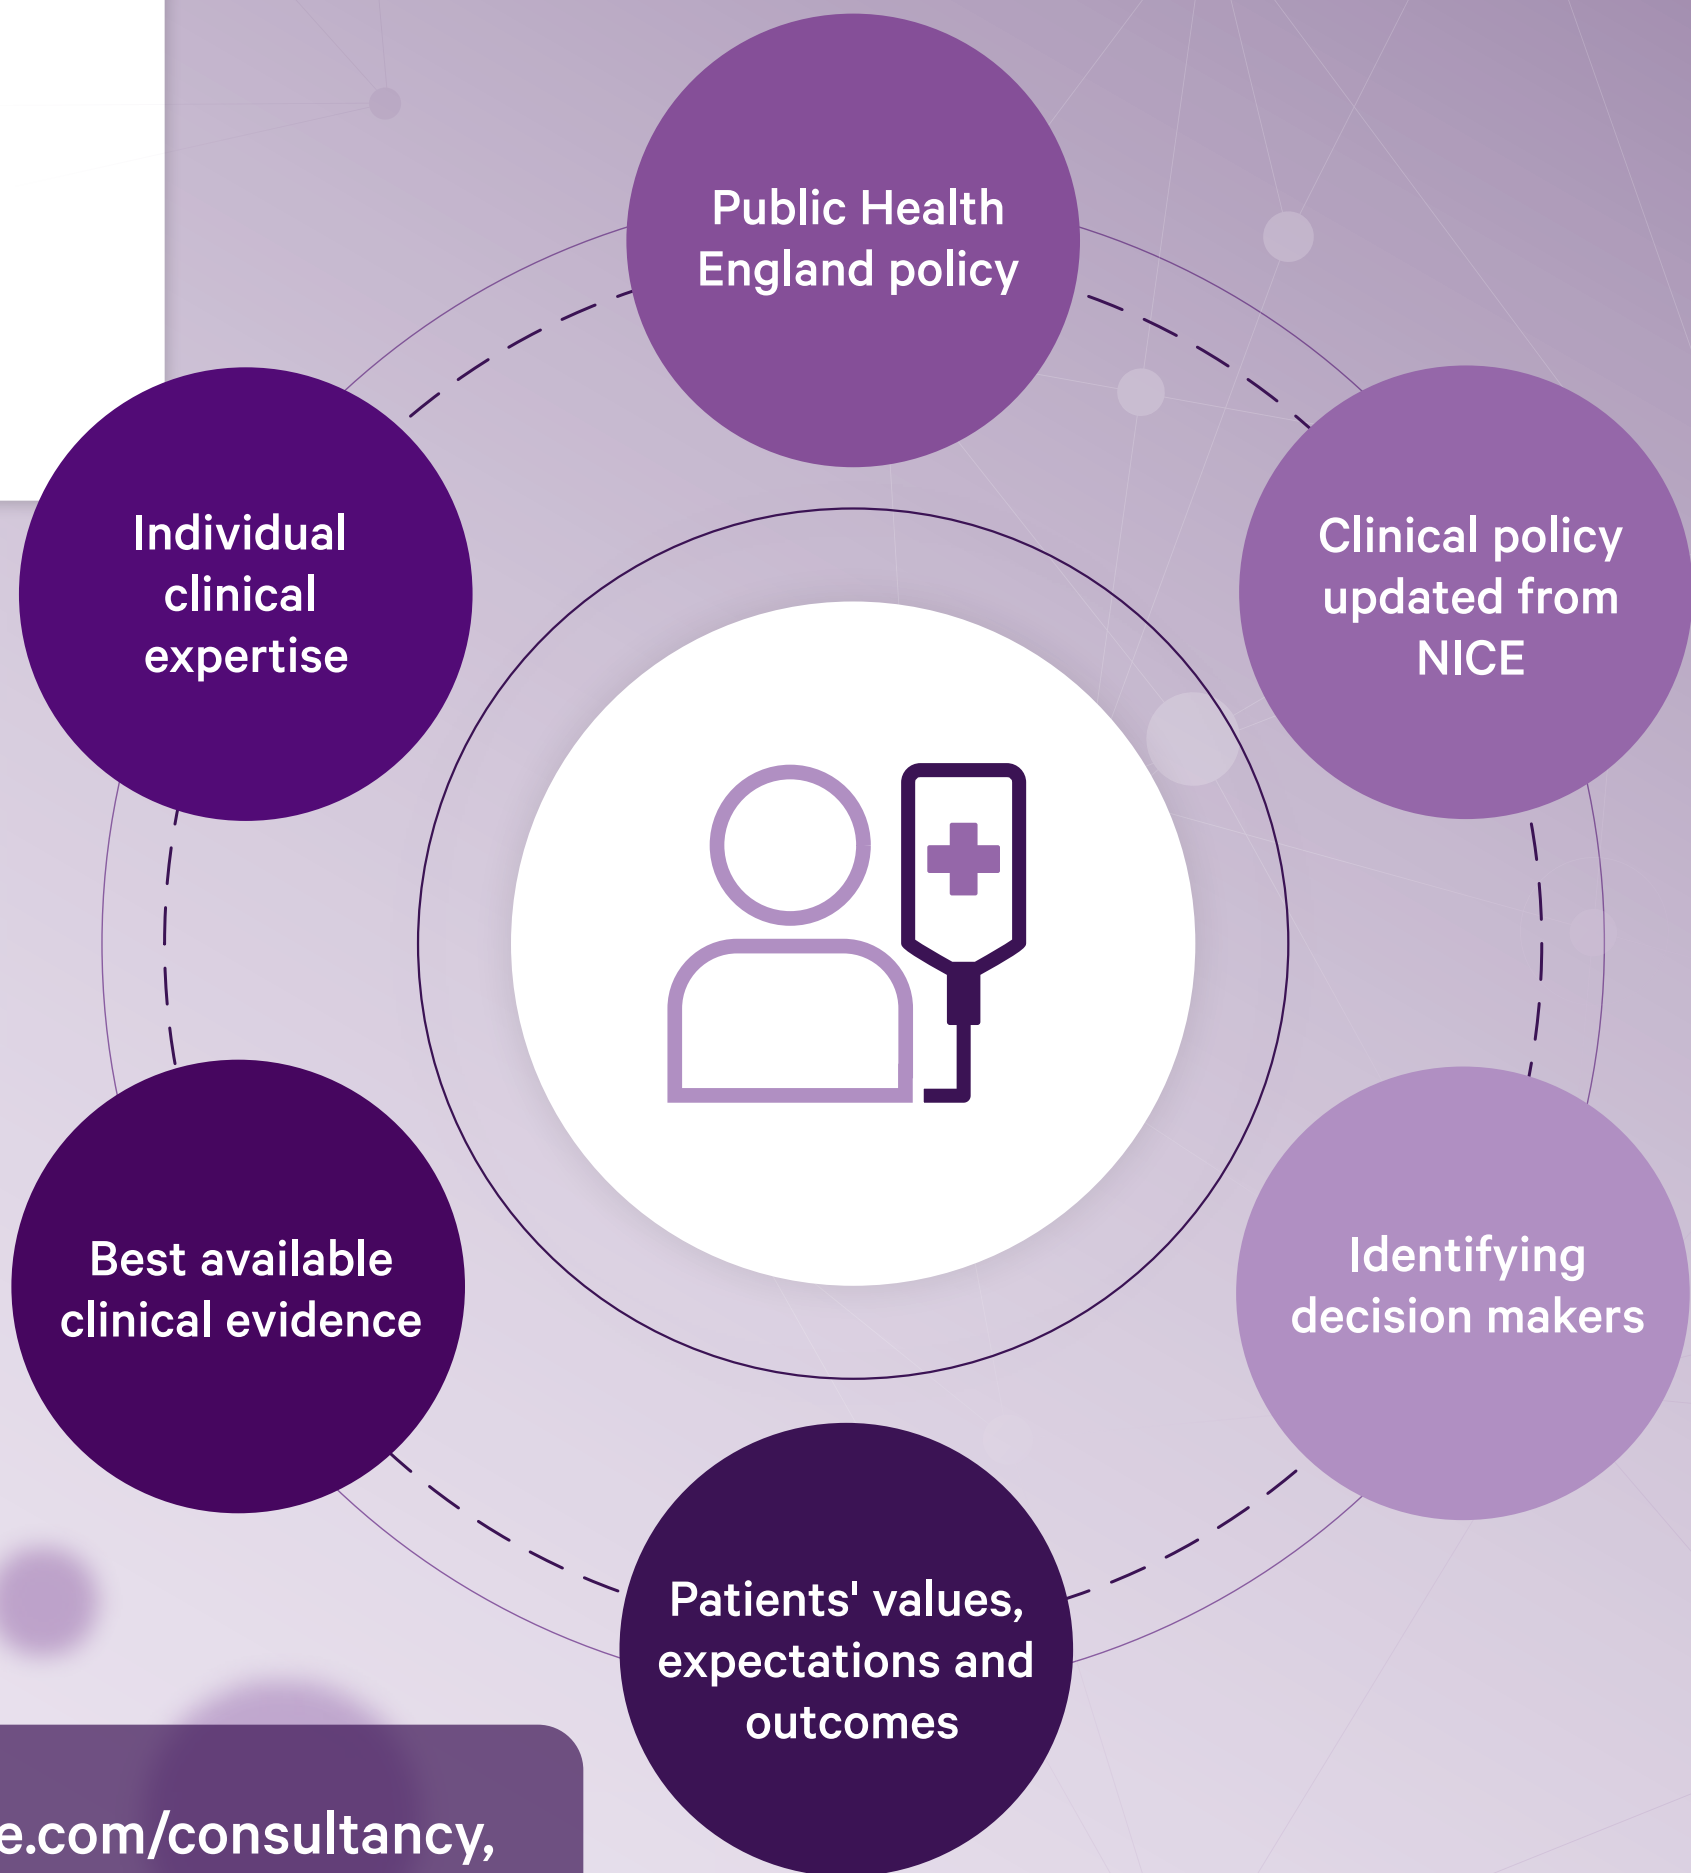 Public Health
England policy
Individual
clinical
expertise
Clinical policy
updated from
NICE
Best available
clinical evidence
Identifying
decision makers
Patients' values,
expectations and
outcomes
e.com/consultancy,